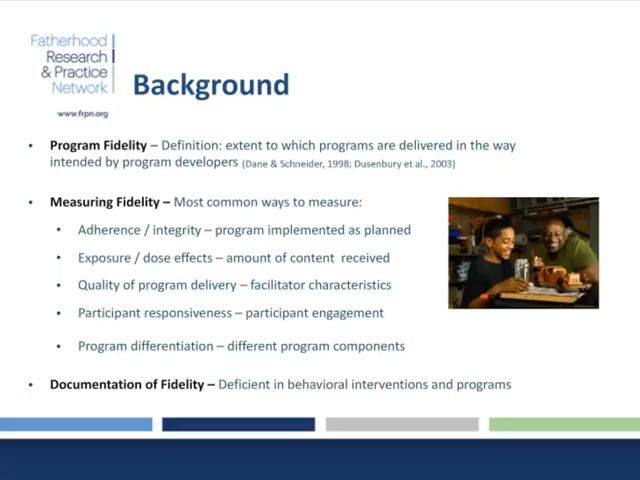 Fatherhood
Research
& Practice
Network
www.frpn.org
Background
• Program Fidelity – Definition: extent to which programs are delivered in the way
intended by program developers (Dane & Schneider, 1998; Dusenbury et al., 2003)
• Measuring Fidelity – Most common ways to measure:
• Adherence / integrity – program implemented as planned
• Exposure / dose effects – amount of content received
• Quality of program delivery – facilitator characteristics
• Participant responsiveness – participant engagement
• Program differentiation – different program components
• Documentation of Fidelity – Deficient in behavioral interventions and programs